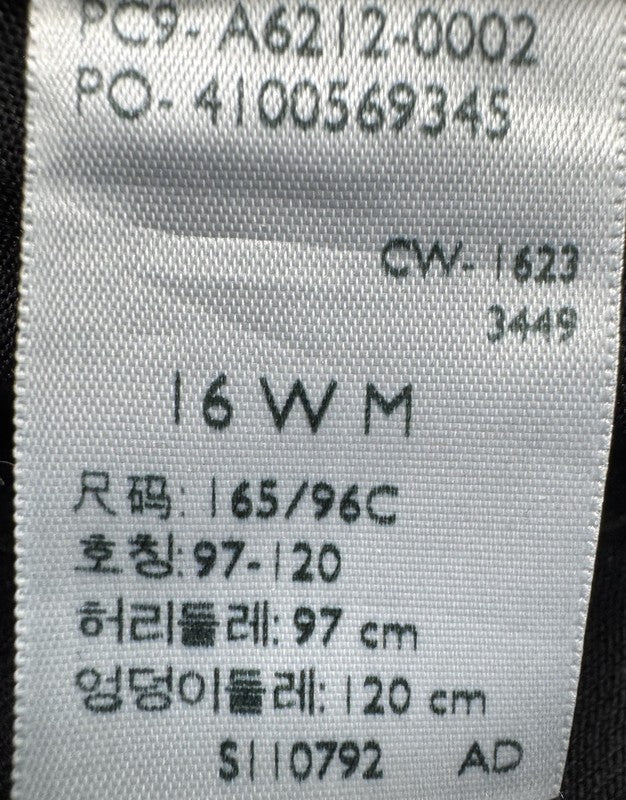 PC9- A6212-0002
PO- 4100569345
CW- 1623
3449
16 W M
尺码: 165/96C
호칭: 97-120
허리둘레: 97 cm
엉덩이둘레: 120 cm
S110792 AD